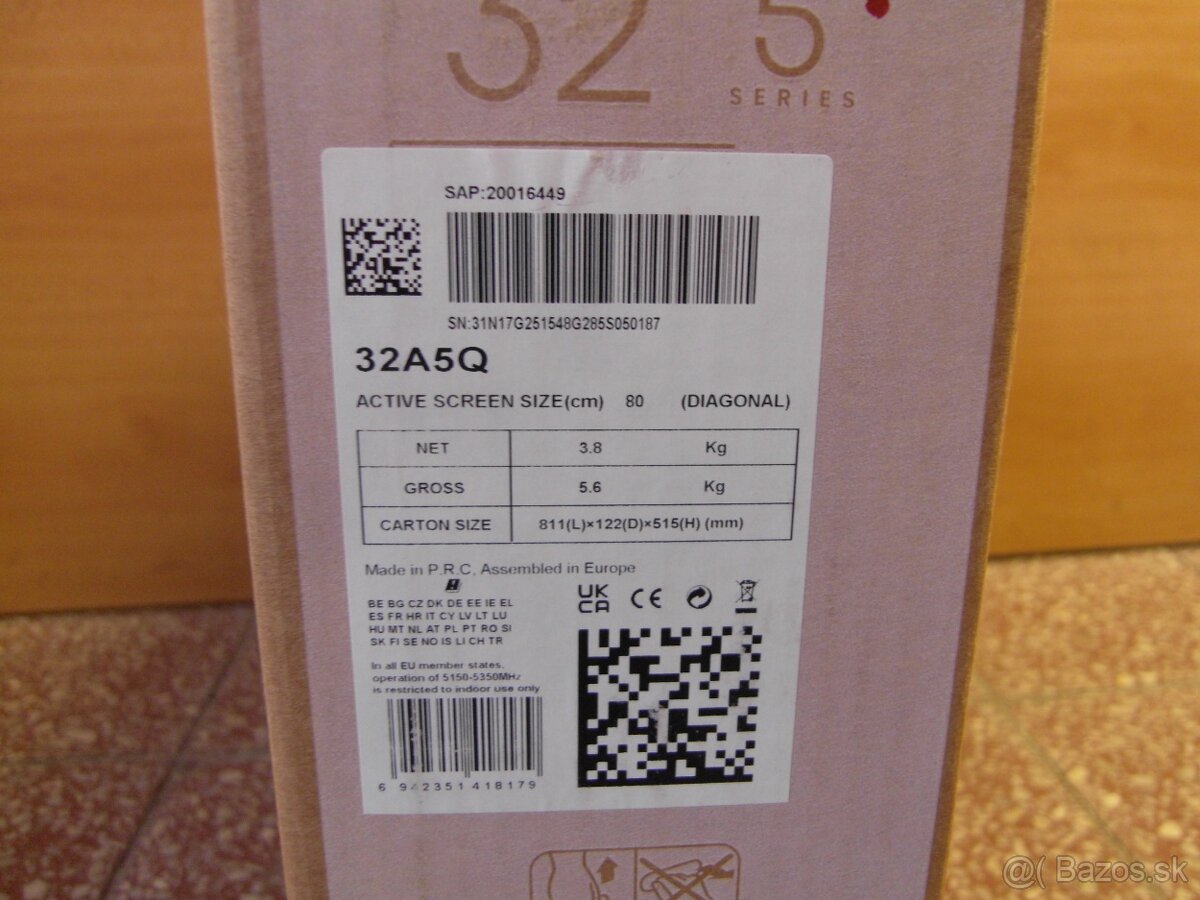 32 5
SERIES
SAP:20016449
SN:31N17G251548G285S050187
32A5Q
ACTIVE SCREEN SIZE(cm) 80 (DIAGONAL)
NET 3.8 Kg
GROSS 5.6 Kg
CARTON SIZE 811(L)×122(D)×515(H) (mm)
Made in P.R.C, Assembled in Europe
BE BG CZ DK DE EE IE EL
ES FR HR IT CY LV LT LU
HU MT NL AT PL PT RO SI
SK FI SE NO IS LI CH TR
UK
CA CE
In all EU member states,
operation of 5150-5350MHz
is restricted to indoor use only
6 942351 418179
@( Bazos.sk